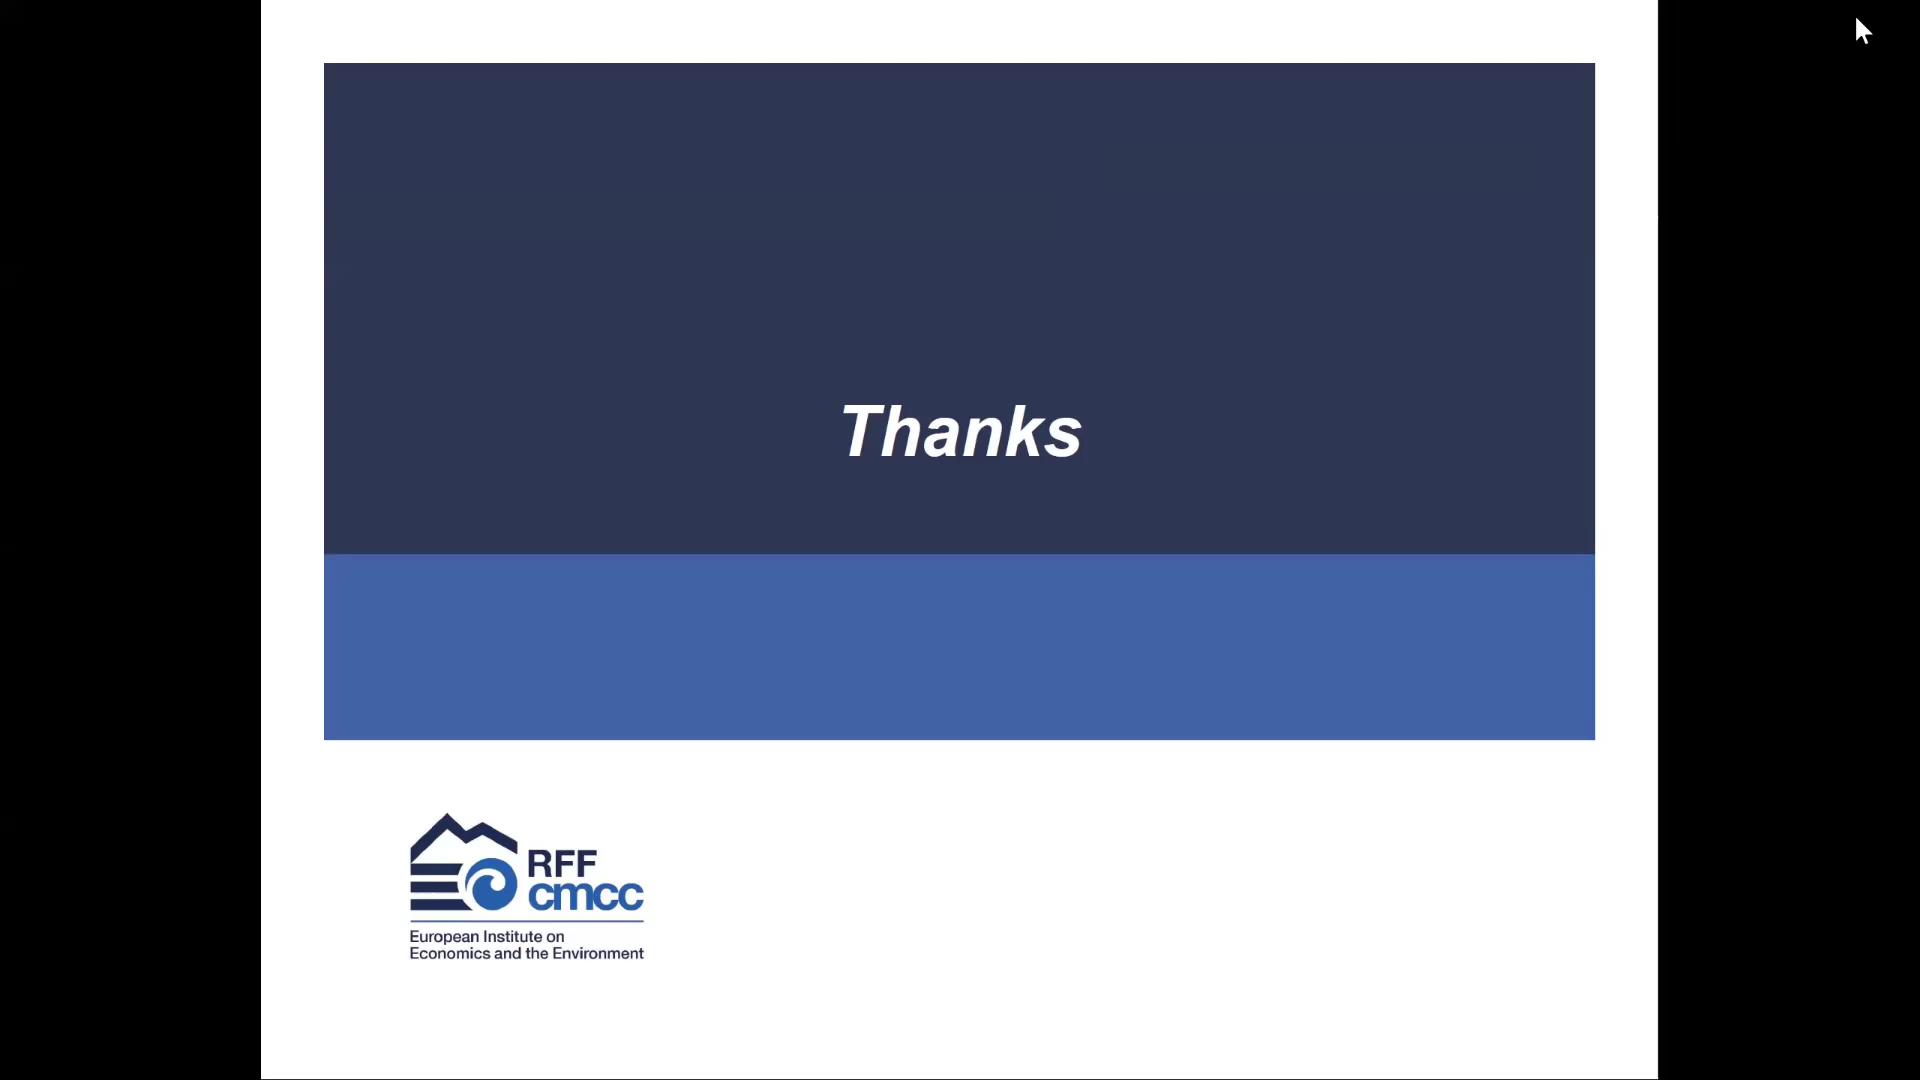 Thanks
RFF
cmcc
European Institute on
Economics and the Environment